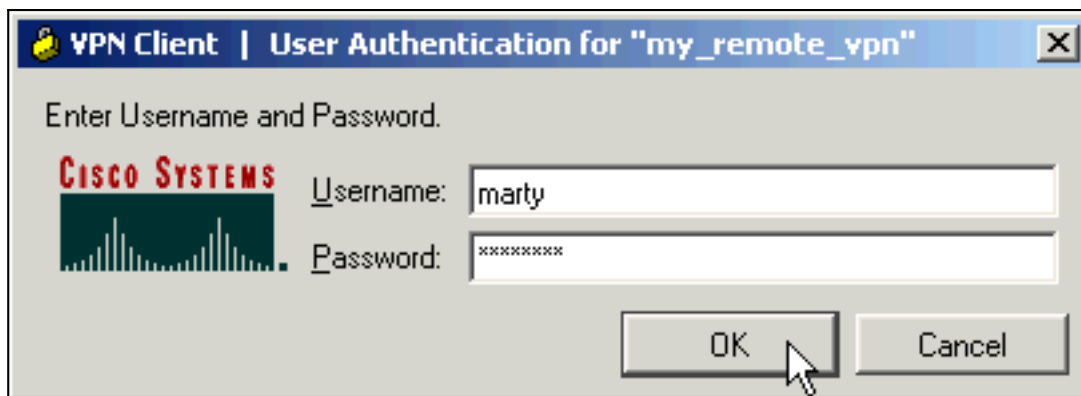 VPN Client | User Authentication for "my_remote_vpn"
Enter Username and Password.
CISCO SYSTEMS
Username: marty
Password: ********
OK Cancel